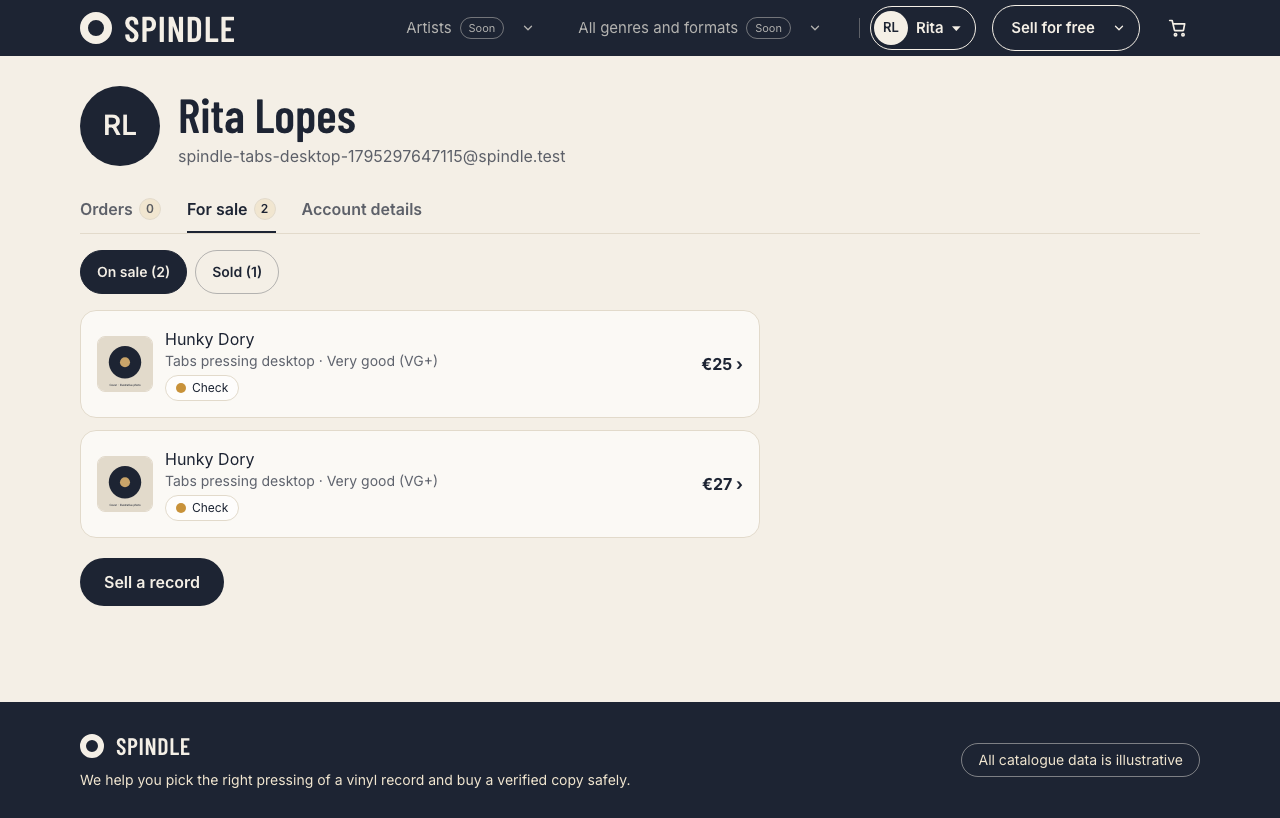 SPINDLE
Artists Soon
All genres and formats Soon
RL Rita
Sell for free
RL
Rita Lopes
spindle-tabs-desktop-1795297647115@spindle.test
Orders 0
For sale 2
Account details
On sale (2)
Sold (1)
Hunky Dory
Tabs pressing desktop · Very good (VG+)
Check
€25 ›
Hunky Dory
Tabs pressing desktop · Very good (VG+)
Check
€27 ›
Sell a record
SPINDLE
We help you pick the right pressing of a vinyl record and buy a verified copy safely.
All catalogue data is illustrative